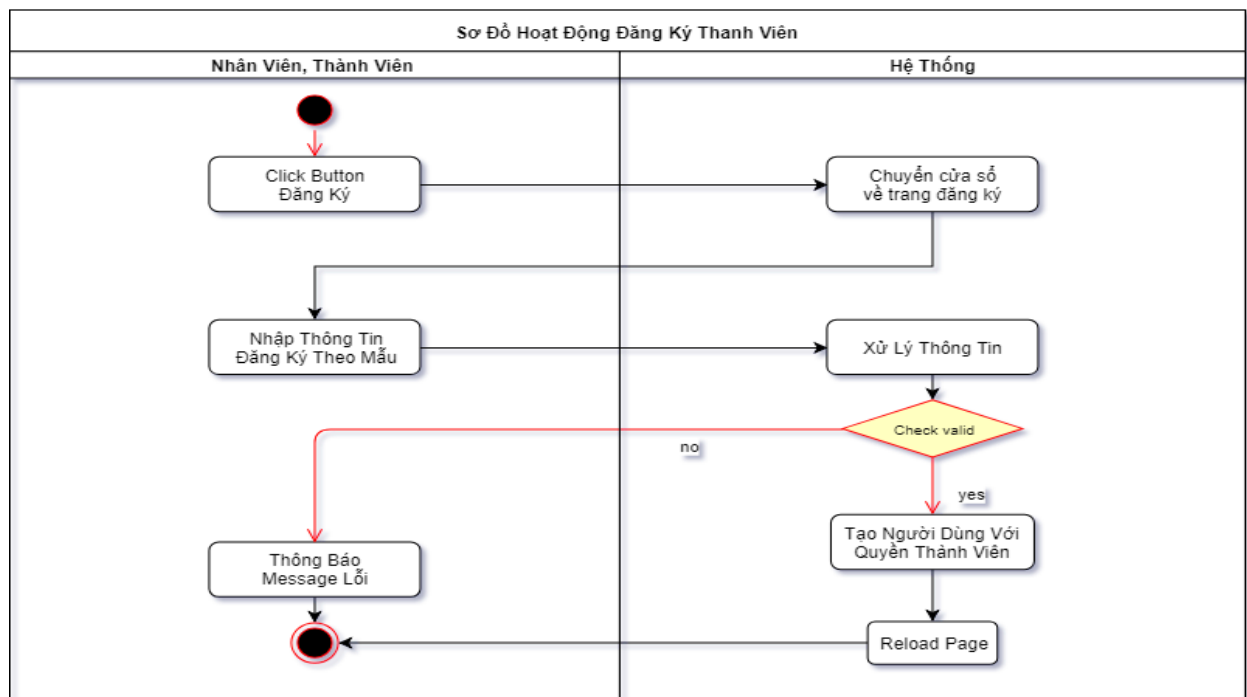 Sơ Đồ Hoạt Động Đăng Ký Thanh Viên
Nhân Viên, Thành Viên
Hệ Thống
Click Button
Đăng Ký
Chuyển cửa sổ
về trang đăng ký
Nhập Thông Tin
Đăng Ký Theo Mẫu
Xử Lý Thông Tin
Check valid
no
yes
Tạo Người Dùng Với
Quyền Thành Viên
Thông Báo
Message Lỗi
Reload Page